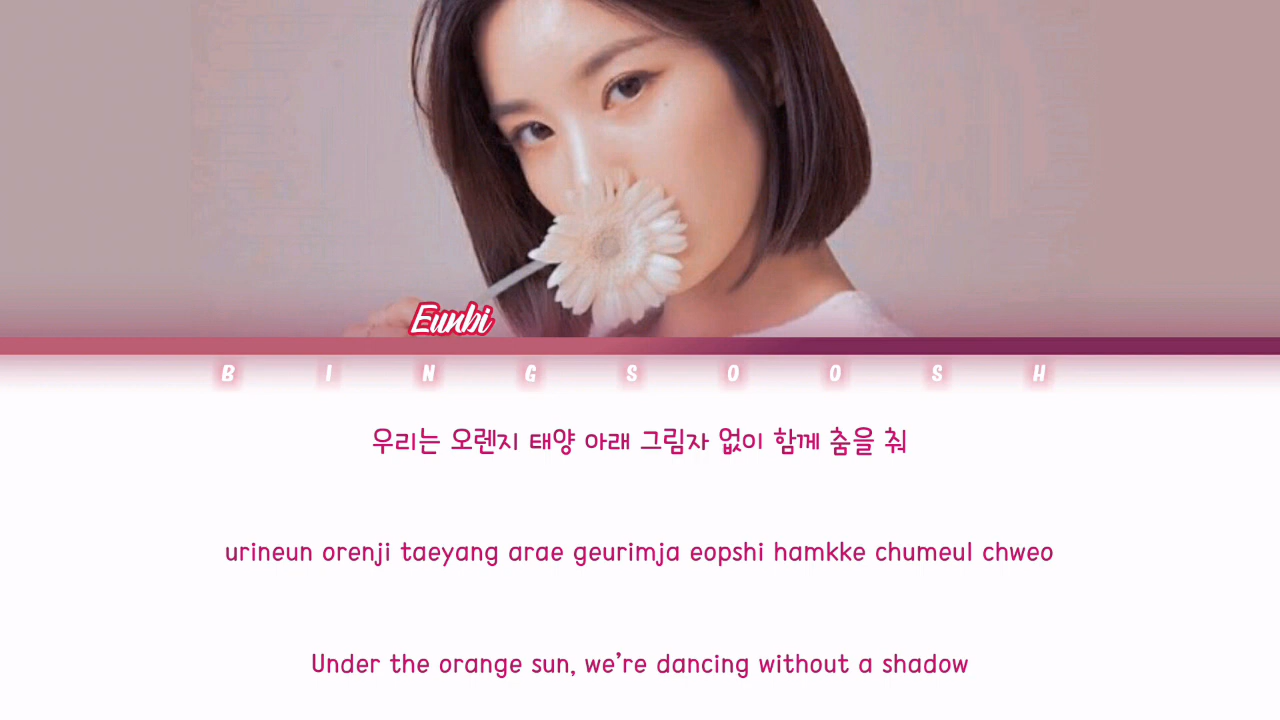 Eunbi
B I N G S O O S H
우리는 오렌지 태양 아래 그림자 없이 함께 춤을 춰
urineun orenji taeyang arae geurimja eopshi hamkke chumeul chweo
Under the orange sun, we’re dancing without a shadow